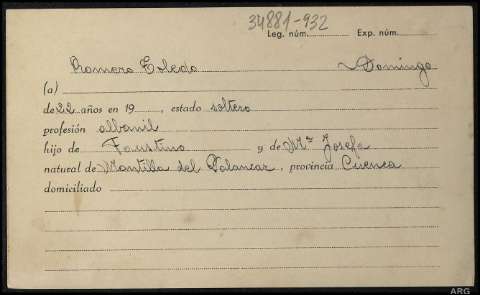 34881-932
Leg. núm. Exp. núm.
Romero Toledo Domingo
(a)
de 22 años en 19 , estado soltero
profesión albanil
hijo de Faustino y de Mª Josefa
natural de Montilla del Palancar , provincia Cuenca
domiciliado
ARG